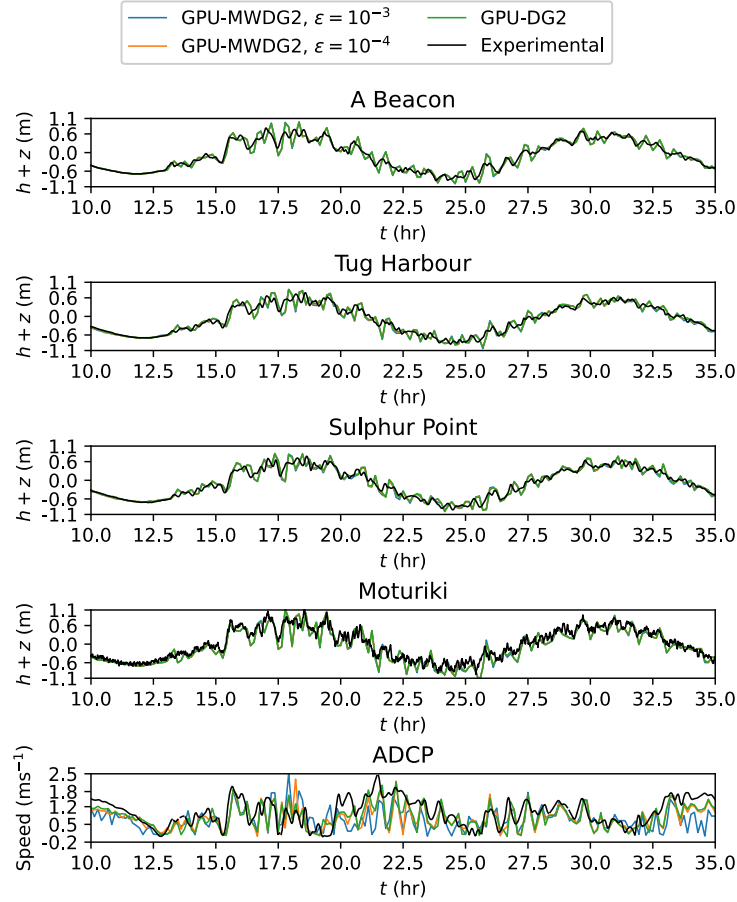 GPU-MWDG2, ε = 10⁻³ GPU-DG2
GPU-MWDG2, ε = 10⁻⁴ Experimental
A Beacon
h + z (m)
1.1
0.6
0.0
-0.6
-1.1
10.0 12.5 15.0 17.5 20.0 22.5 25.0 27.5 30.0 32.5 35.0
t (hr)
Tug Harbour
h + z (m)
1.1
0.6
0.0
-0.6
-1.1
10.0 12.5 15.0 17.5 20.0 22.5 25.0 27.5 30.0 32.5 35.0
t (hr)
Sulphur Point
h + z (m)
1.1
0.6
0.0
-0.6
-1.1
10.0 12.5 15.0 17.5 20.0 22.5 25.0 27.5 30.0 32.5 35.0
t (hr)
Moturiki
h + z (m)
1.1
0.6
0.0
-0.6
-1.1
10.0 12.5 15.0 17.5 20.0 22.5 25.0 27.5 30.0 32.5 35.0
t (hr)
ADCP
Speed (ms⁻¹)
2.5
1.8
1.2
0.5
-0.2
10.0 12.5 15.0 17.5 20.0 22.5 25.0 27.5 30.0 32.5 35.0
t (hr)